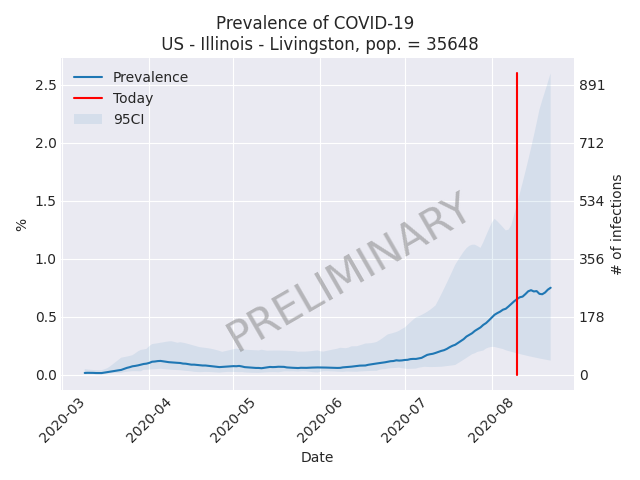 Prevalence of COVID-19
US - Illinois - Livingston, pop. = 35648
Prevalence
Today
95CI
PRELIMINARY
%
2.5
2.0
1.5
1.0
0.5
0.0
891
712
534
356
178
0
# of infections
2020-03
2020-04
2020-05
2020-06
2020-07
2020-08
Date